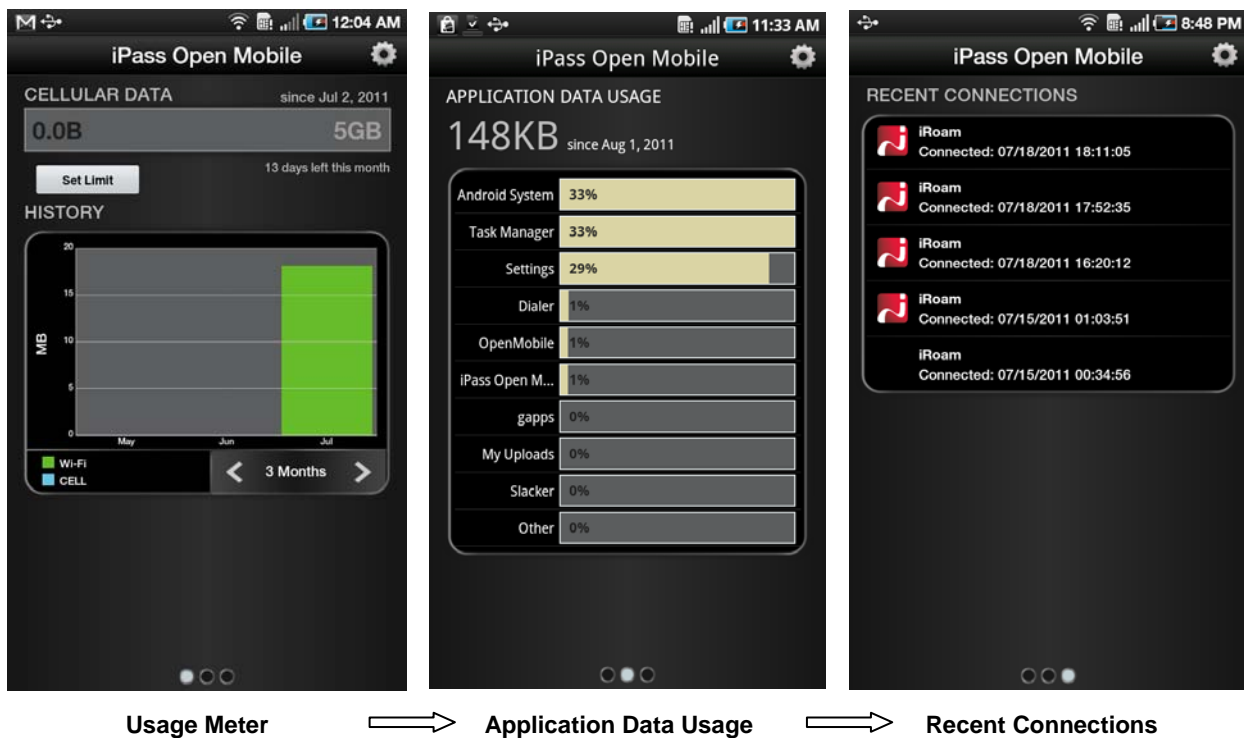 12:04 AM
iPass Open Mobile
CELLULAR DATA since Jul 2, 2011
0.0B 5GB
Set Limit 13 days left this month
HISTORY
20
15
MB
10
5
0
May Jun Jul
Wi-Fi
CELL
3 Months
11:33 AM
iPass Open Mobile
APPLICATION DATA USAGE
148KB since Aug 1, 2011
Android System 33%
Task Manager 33%
Settings 29%
Dialer 1%
OpenMobile 1%
iPass Open M... 1%
gapps 0%
My Uploads 0%
Slacker 0%
Other 0%
8:48 PM
iPass Open Mobile
RECENT CONNECTIONS
iRoam
Connected: 07/18/2011 18:11:05
iRoam
Connected: 07/18/2011 17:52:35
iRoam
Connected: 07/18/2011 16:20:12
iRoam
Connected: 07/15/2011 01:03:51
iRoam
Connected: 07/15/2011 00:34:56
Usage Meter Application Data Usage Recent Connections